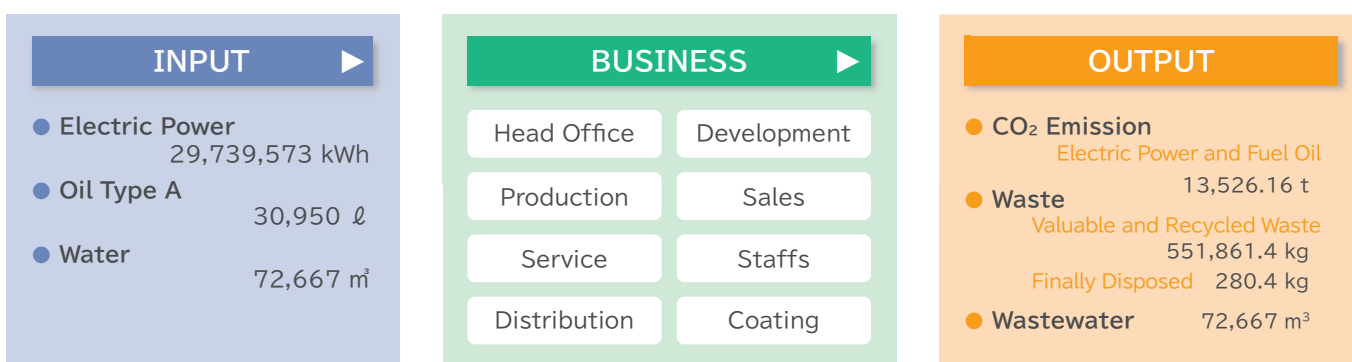 INPUT ▶
● Electric Power
29,739,573 kWh
● Oil Type A
30,950 ℓ
● Water
72,667 ㎥
BUSINESS ▶
Head Office Development
Production Sales
Service Staffs
Distribution Coating
OUTPUT
● CO₂ Emission
Electric Power and Fuel Oil
13,526.16 t
● Waste
Valuable and Recycled Waste
551,861.4 kg
Finally Disposed 280.4 kg
● Wastewater 72,667 m³